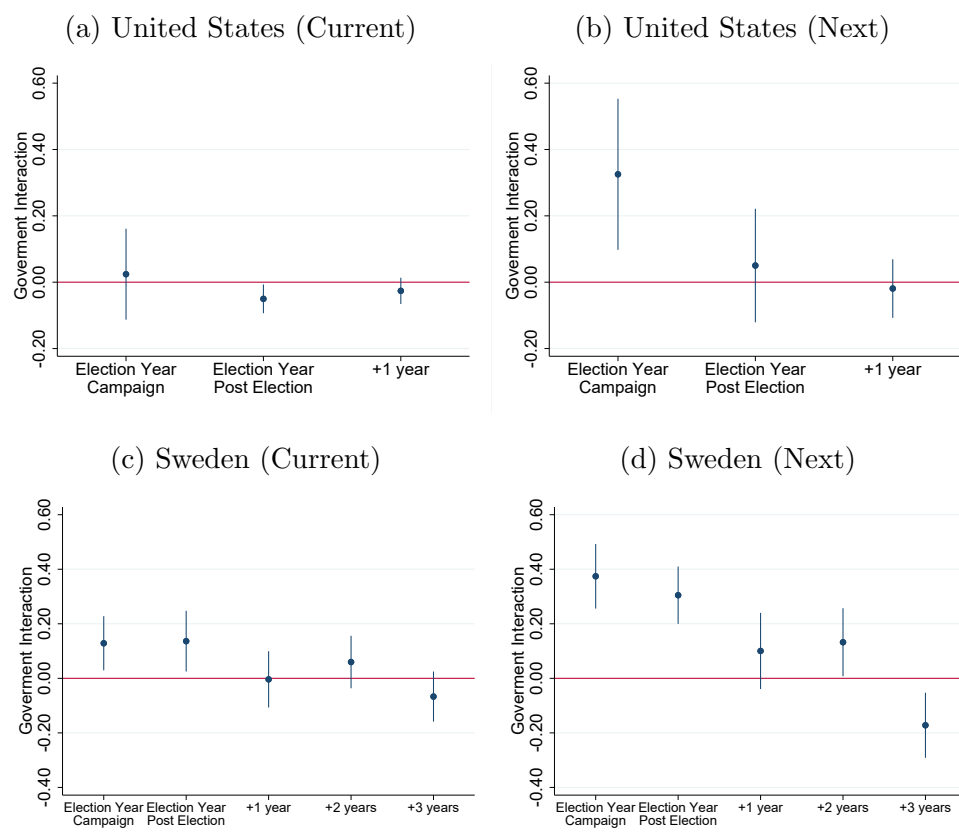 (a) United States (Current)
Goverment Interaction
0.60
0.40
0.20
0.00
-0.20
Election Year
Campaign
Election Year
Post Election
+1 year
(b) United States (Next)
Goverment Interaction
0.60
0.40
0.20
0.00
-0.20
Election Year
Campaign
Election Year
Post Election
+1 year
(c) Sweden (Current)
Goverment Interaction
0.60
0.40
0.20
0.00
-0.20
-0.40
Election Year
Campaign
Election Year
Post Election
+1 year
+2 years
+3 years
(d) Sweden (Next)
Goverment Interaction
0.60
0.40
0.20
0.00
-0.20
-0.40
Election Year
Campaign
Election Year
Post Election
+1 year
+2 years
+3 years